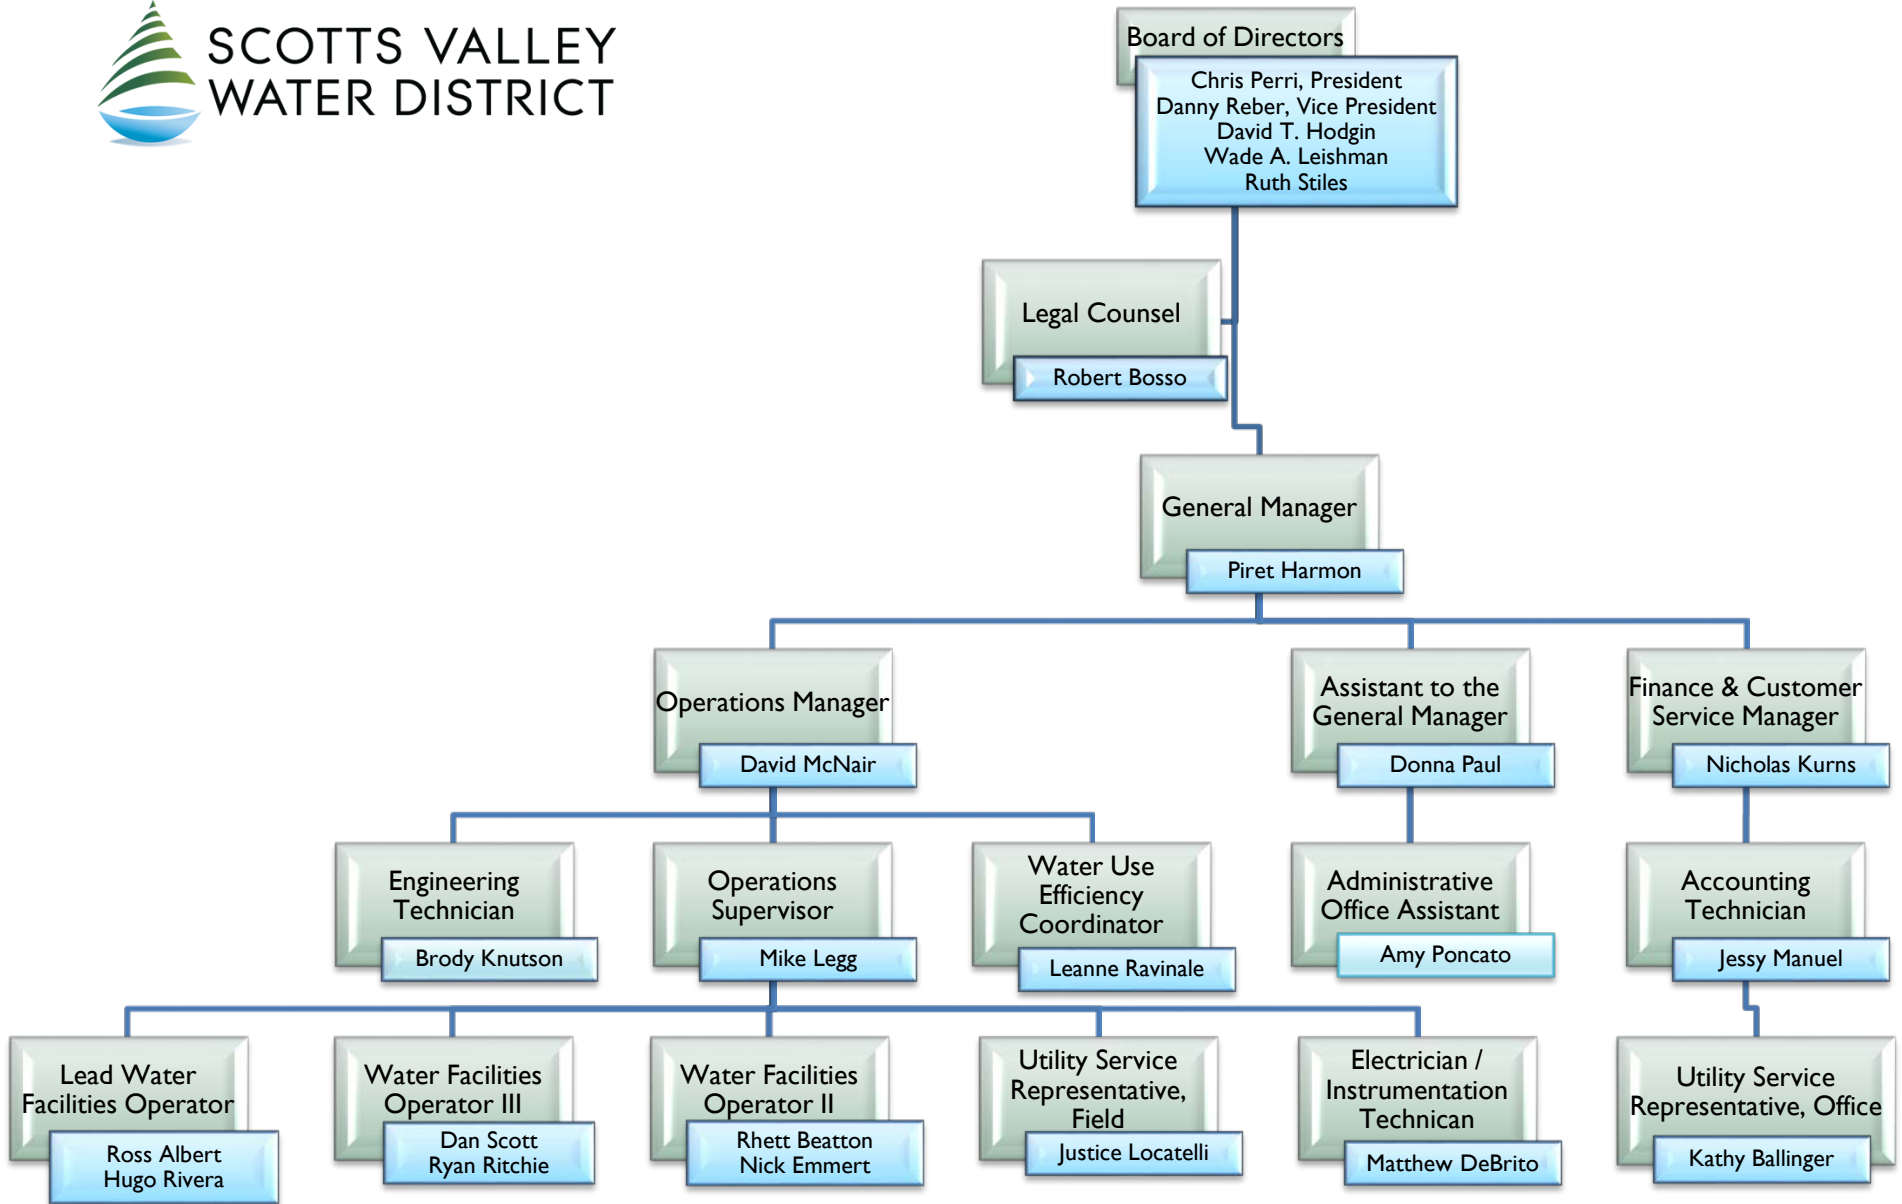 SCOTTS VALLEY
WATER DISTRICT
Board of Directors
Chris Perri, President
Danny Reber, Vice President
David T. Hodgin
Wade A. Leishman
Ruth Stiles
Legal Counsel
Robert Bosso
General Manager
Piret Harmon
Operations Manager
David McNair
Assistant to the
General Manager
Donna Paul
Finance & Customer
Service Manager
Nicholas Kurns
Engineering
Technician
Brody Knutson
Operations
Supervisor
Mike Legg
Water Use
Efficiency
Coordinator
Leanne Ravinale
Administrative
Office Assistant
Amy Poncato
Accounting
Technician
Jessy Manuel
Lead Water
Facilities Operator
Ross Albert
Hugo Rivera
Water Facilities
Operator III
Dan Scott
Ryan Ritchie
Water Facilities
Operator II
Rhett Beatton
Nick Emmert
Utility Service
Representative,
Field
Justice Locatelli
Electrician /
Instrumentation
Technican
Matthew DeBrito
Utility Service
Representative, Office
Kathy Ballinger